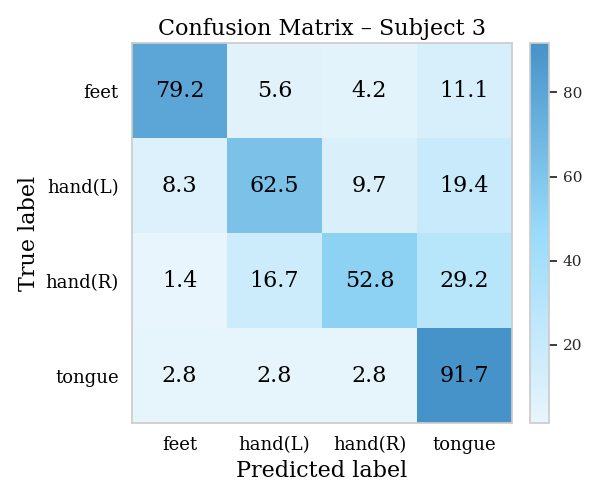 Confusion Matrix – Subject 3
feet 79.2 5.6 4.2 11.1
hand(L) 8.3 62.5 9.7 19.4
hand(R) 1.4 16.7 52.8 29.2
tongue 2.8 2.8 2.8 91.7
feet hand(L) hand(R) tongue
Predicted label
True label
80
60
40
20